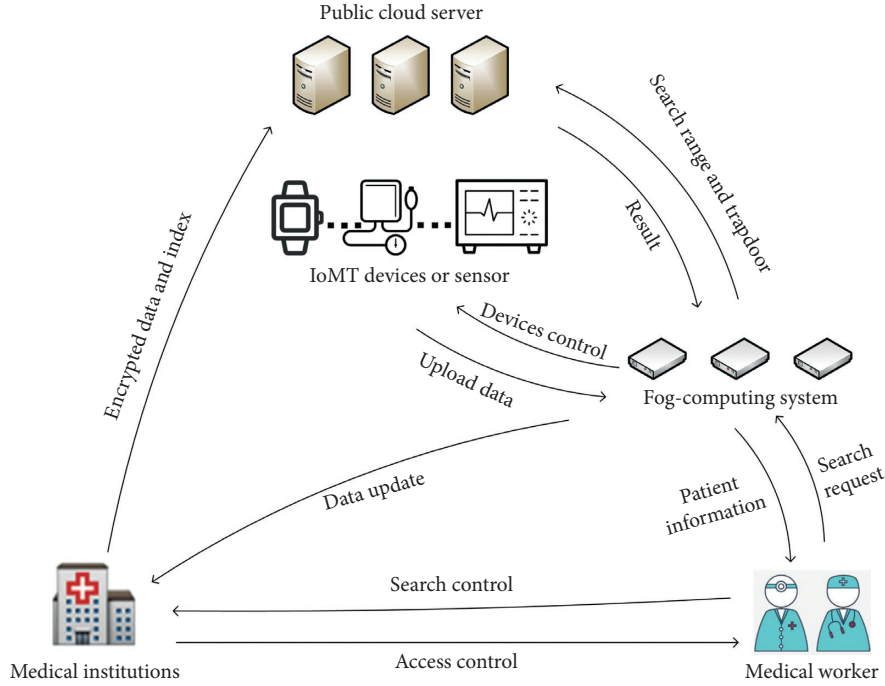 Public cloud server
Search range and trapdoor
Result
Encrypted data and index
IoMT devices or sensor
Devices control
Upload data
Fog-computing system
Data update
Patient
information
Search
request
Search control
Access control
Medical institutions
Medical worker